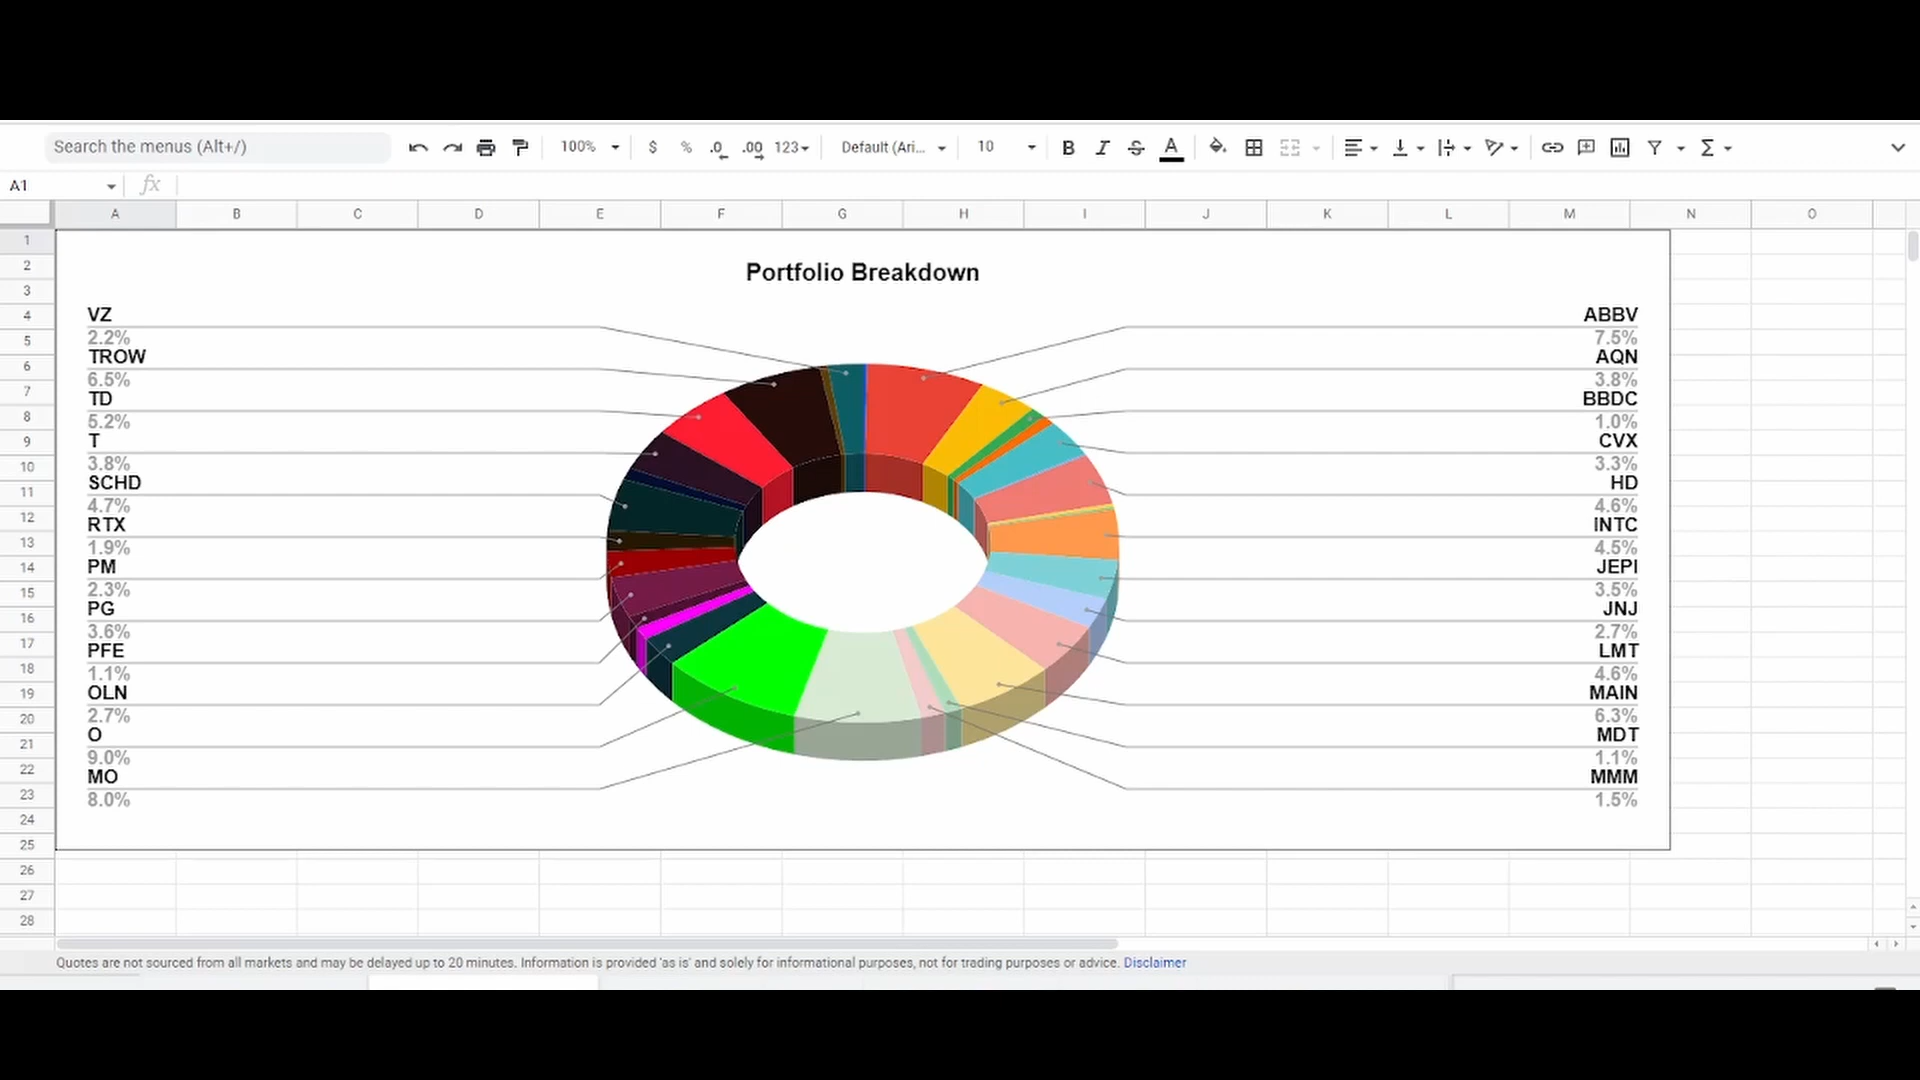 Search the menus (Alt+/)
100%
$ % .0 .00 123
Default (Ari...
10
B I S A
A1
fx
A B C D E F G H I J K L M N O
1
2
3
4
5
6
7
8
9
10
11
12
13
14
15
16
17
18
19
20
21
22
23
24
25
26
27
28
Portfolio Breakdown
VZ
2.2%
TROW
6.5%
TD
5.2%
T
3.8%
SCHD
4.7%
RTX
1.9%
PM
2.3%
PG
3.6%
PFE
1.1%
OLN
2.7%
O
9.0%
MO
8.0%
ABBV
7.5%
AQN
3.8%
BBDC
1.0%
CVX
3.3%
HD
4.6%
INTC
4.5%
JEPI
3.5%
JNJ
2.7%
LMT
4.6%
MAIN
6.3%
MDT
1.1%
MMM
1.5%
Quotes are not sourced from all markets and may be delayed up to 20 minutes. Information is provided 'as is' and solely for informational purposes, not for trading purposes or advice. Disclaimer